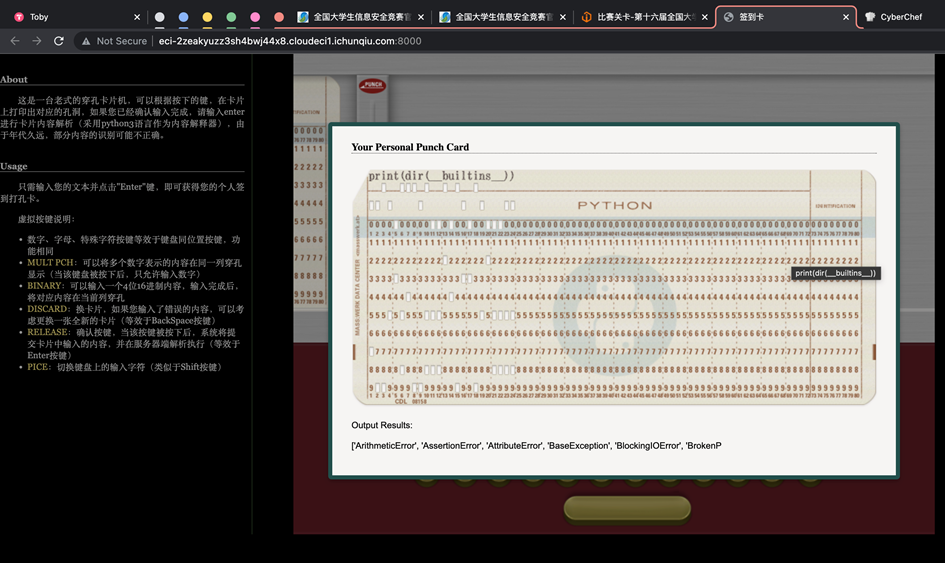 Toby
全国大学生信息安全竞赛官
全国大学生信息安全竞赛官
比赛关卡-第十六届全国大学
签到卡
CyberChef
Not Secure | eci-2zeakyuzz3sh4bwj44x8.cloudeci1.ichunqiu.com:8000
About
这是一台老式的穿孔卡片机，可以根据按下的键，在卡片
上打印出对应的孔洞，如果您已经确认输入完成，请输入enter
进行卡片内容解析（采用python3语言作为内容解释器），由
于年代久远，部分内容的识别可能不正确。
Usage
只需输入您的文本并点击"Enter"键，即可获得您的个人签
到打孔卡。
虚拟按键说明：
数字、字母、特殊字符按键等效于键盘同位置按键，功
能相同
MULT PCH：可以将多个数字表示的内容在同一列穿孔
显示（当该键盘被按下后，只允许输入数字）
BINARY：可以输入一个4位16进制内容，输入完成后，
将对应内容在当前列穿孔
DISCARD：换卡片，如果您输入了错误的内容，可以考
虑更换一张全新的卡片（等效于BackSpace按键）
RELEASE：确认按键，当该按键被按下后，系统将提
交卡片中输入的内容，并在服务器端解析执行（等效于
Enter按键）
PICE：切换键盘上的输入字符（类似于Shift按键）
PUNCH
Your Personal Punch Card
print(dir(__builtins__))
PYTHON
IDENTIFICATION
MASS:WERK DATA CENTER
print(dir(__builtins__))
CDL 08158
Output Results:
['ArithmeticError', 'AssertionError', 'AttributeError', 'BaseException', 'BlockingIOError', 'BrokenP